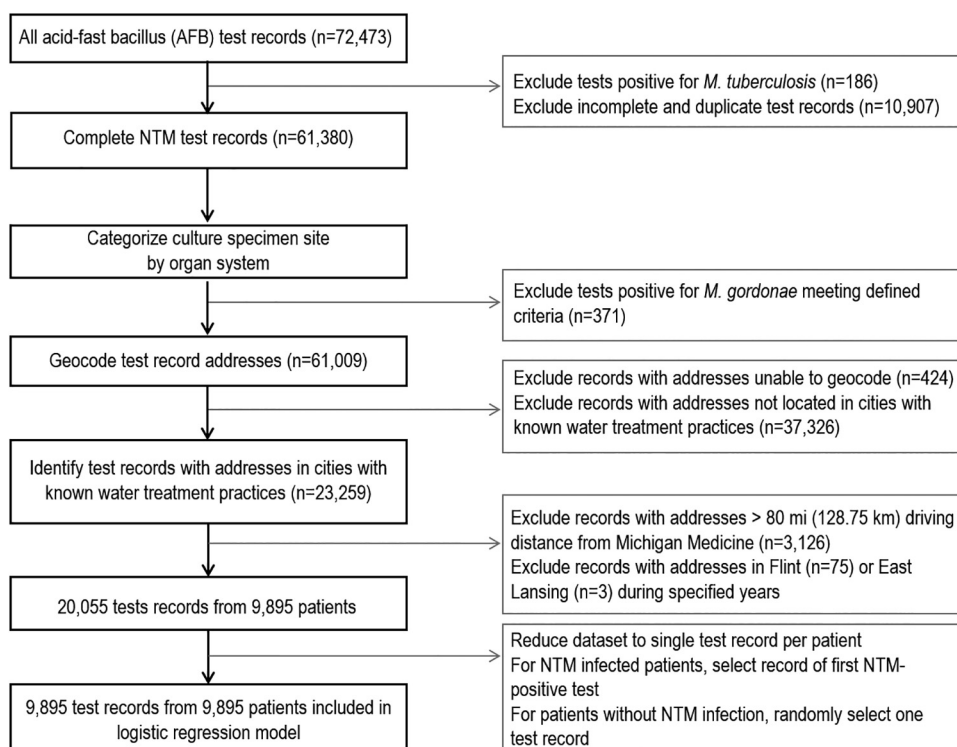 All acid-fast bacillus (AFB) test records (n=72,473)
Exclude tests positive for M. tuberculosis (n=186)
Exclude incomplete and duplicate test records (n=10,907)
Complete NTM test records (n=61,380)
Categorize culture specimen site
by organ system
Exclude tests positive for M. gordonae meeting defined
criteria (n=371)
Geocode test record addresses (n=61,009)
Exclude records with addresses unable to geocode (n=424)
Exclude records with addresses not located in cities with
known water treatment practices (n=37,326)
Identify test records with addresses in cities with
known water treatment practices (n=23,259)
Exclude records with addresses > 80 mi (128.75 km) driving
distance from Michigan Medicine (n=3,126)
Exclude records with addresses in Flint (n=75) or East
Lansing (n=3) during specified years
20,055 tests records from 9,895 patients
Reduce dataset to single test record per patient
For NTM infected patients, select record of first NTM-
positive test
For patients without NTM infection, randomly select one
test record
9,895 test records from 9,895 patients included in
logistic regression model